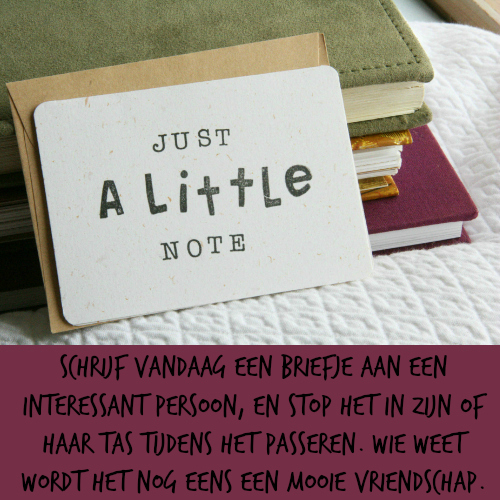 JUST
A LittLe
NOTE
SCHRIJF VANDAAG EEN BRIEFJE AAN EEN
INTERESSANT PERSOON, EN STOP HET IN ZIJN OF
HAAR TAS TIJDENS HET PASSEREN. WIE WEET
WORDT HET NOG EENS EEN MOOIE VRIENDSCHAP.